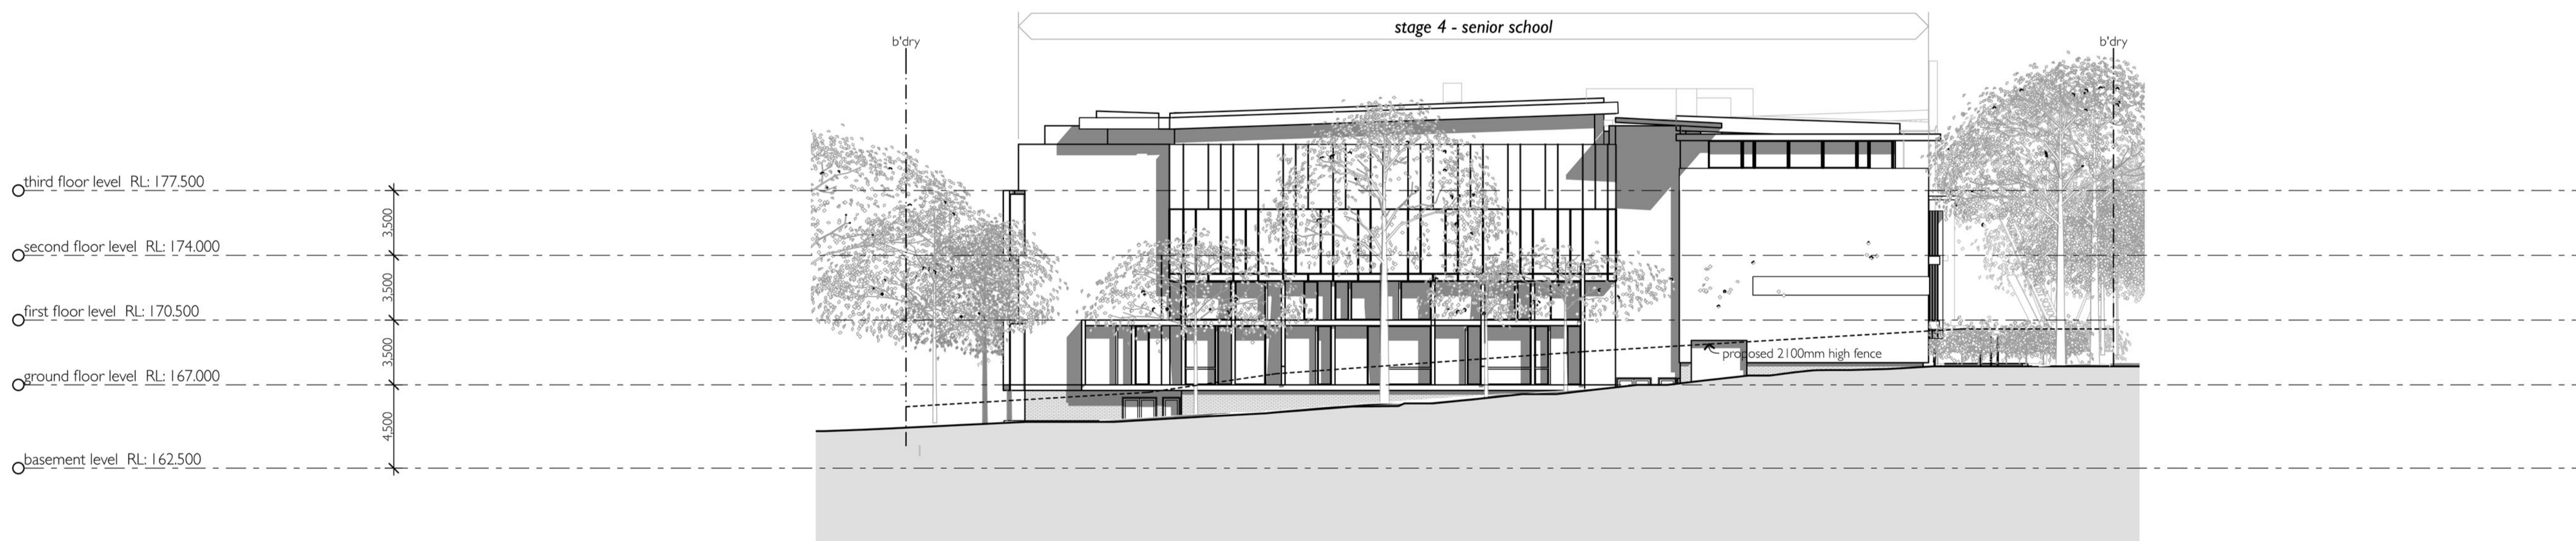 stage 4 - senior school
b'dry
b'dry
third floor level RL: 177.500
3,500
second floor level RL: 174.000
3,500
first floor level RL: 170.500
3,500
proposed 2100mm high fence
ground floor level RL: 167.000
4,500
basement level RL: 162.500